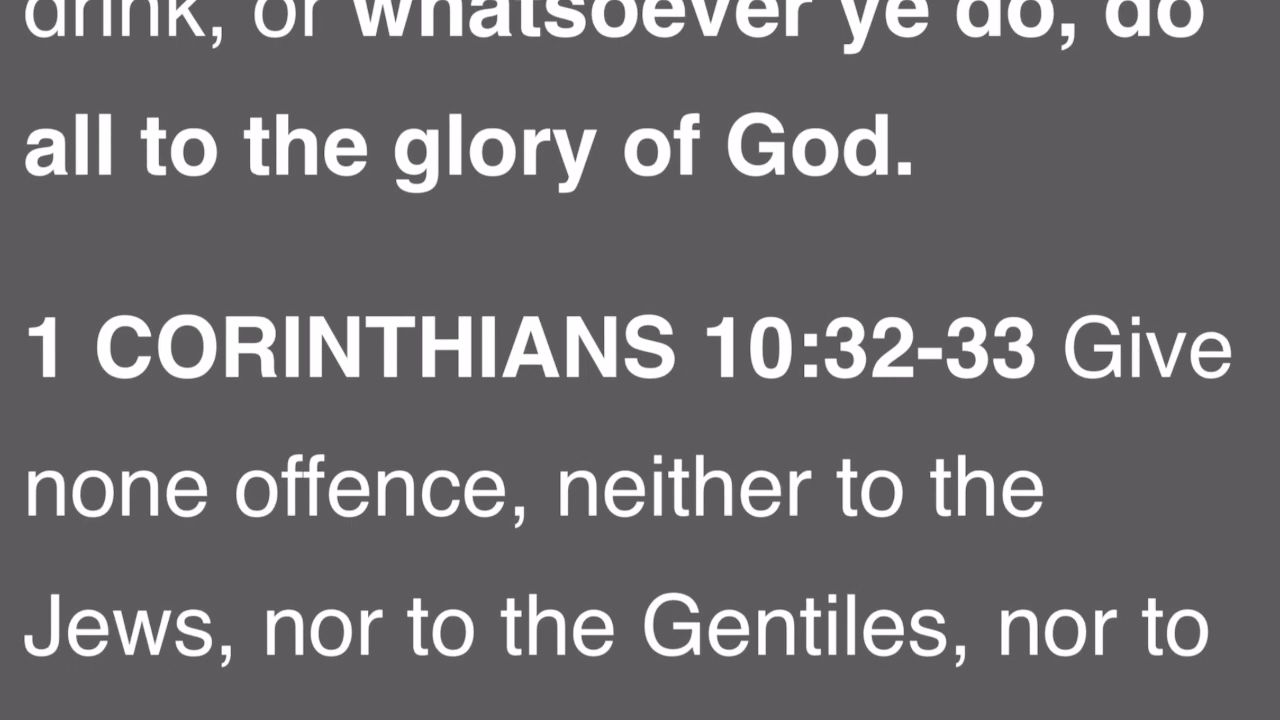 drink, or whatsoever ye do, do
all to the glory of God.
1 CORINTHIANS 10:32-33 Give
none offence, neither to the
Jews, nor to the Gentiles, nor to